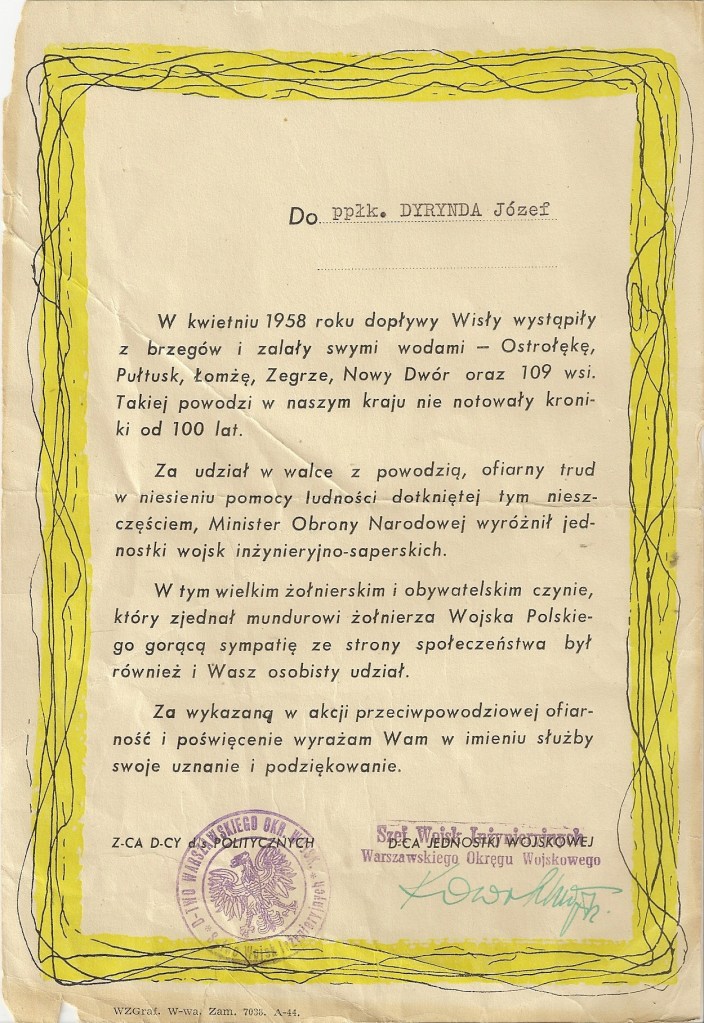 Do ppłk. DYRYNDA Józef
W kwietniu 1958 roku dopływy Wisły wystąpiły
z brzegów i zalały swymi wodami — Ostrołękę,
Pułtusk, Łomżę, Zegrze, Nowy Dwór oraz 109 wsi.
Takiej powodzi w naszym kraju nie notowały kroni-
ki od 100 lat.
Za udział w walce z powodzią, ofiarny trud
w niesieniu pomocy ludności dotkniętej tym niesz-
częściem, Minister Obrony Narodowej wyróżnił jed-
nostki wojsk inżynieryjno-saperskich.
W tym wielkim żołnierskim i obywatelskim czynie,
który zjednał mundurowi żołnierza Wojska Polskie-
go gorącą sympatię ze strony społeczeństwa był
również i Wasz osobisty udział.
Za wykazaną w akcji przeciwpowodziowej ofiar-
ność i poświęcenie wyrażam Wam w imieniu służby
swoje uznanie i podziękowanie.
Z-CA D-CY d/s POLITYCZNYCH
D-TWO WARSZAWSKIEGO OKR. WOJSK.
Szef Wojsk Inżynieryjnych
D-CA JEDNOSTKI WOJSKOWEJ
Warszawskiego Okręgu Wojskowego
WZGraf. W-wa, Zam. 7038. A-44.